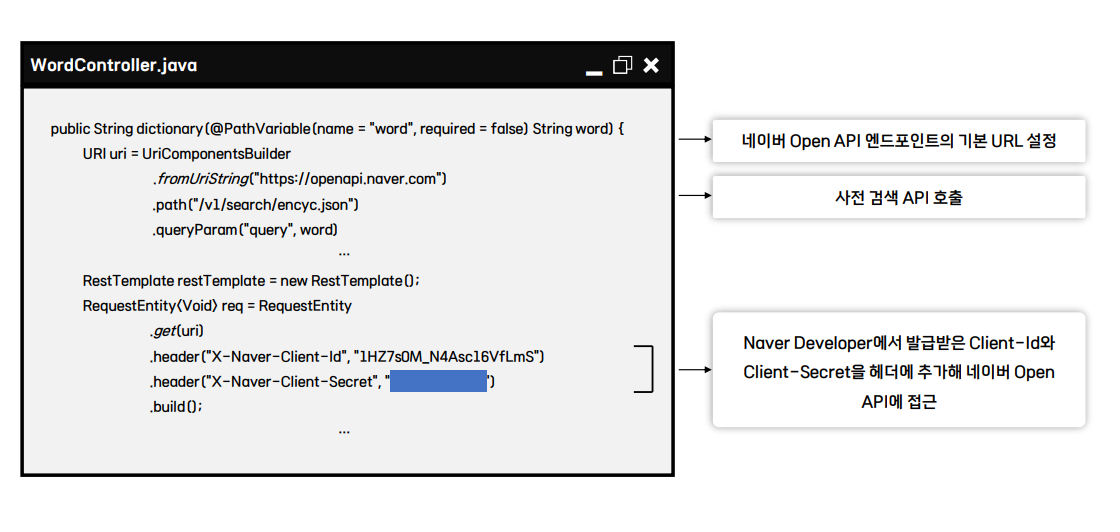 WordController.java
public String dictionary(@PathVariable(name = "word", required = false) String word) {
URI uri = UriComponentsBuilder
.fromUriString("https://openapi.naver.com")
.path("/v1/search/encyc.json")
.queryParam("query", word)
...
RestTemplate restTemplate = new RestTemplate();
RequestEntity<Void> req = RequestEntity
.get(uri)
.header("X-Naver-Client-Id", "1HZ7s0M_N4Asc16VfLmS")
.header("X-Naver-Client-Secret", "")
.build();
...
네이버 Open API 엔드포인트의 기본 URL 설정
사전 검색 API 호출
Naver Developer에서 발급받은 Client-Id와
Client-Secret을 헤더에 추가해 네이버 Open
API에 접근